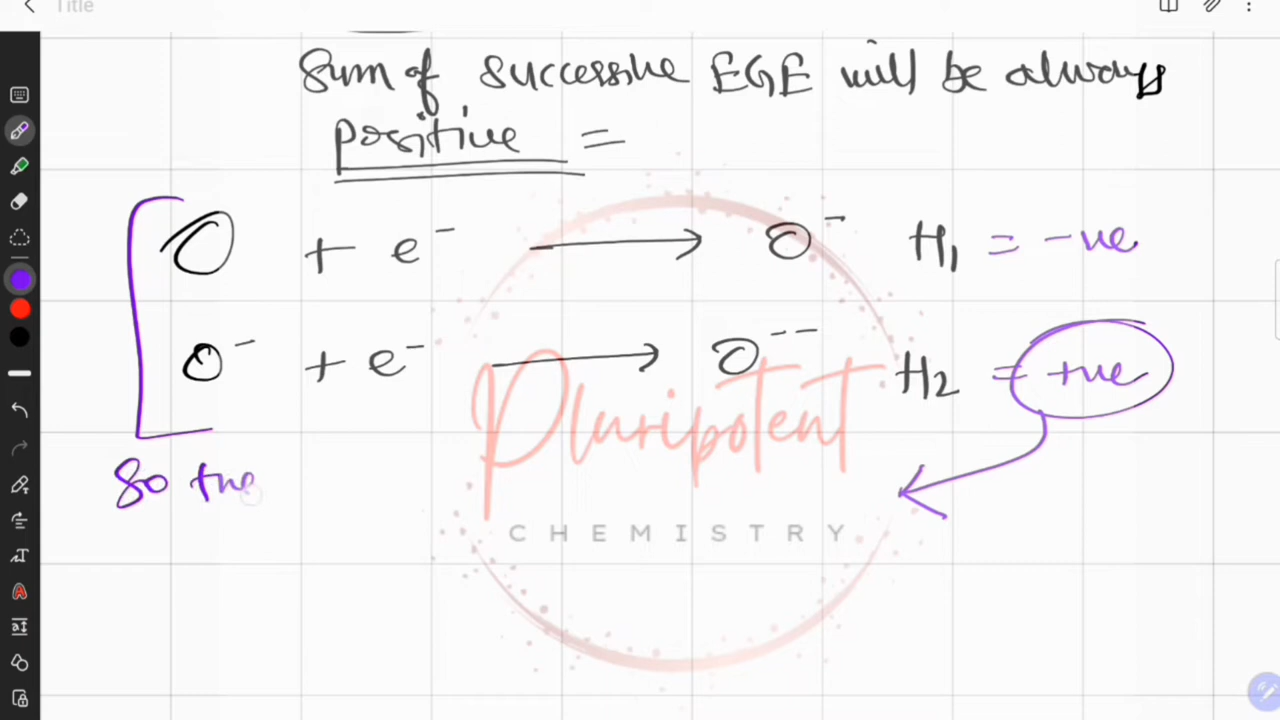 Title
Sum of successive EGE will be always
positive =
O + e⁻ → O⁻ H₁ = -ve
O⁻ + e⁻ → O⁻⁻ H₂ = +ve
So the
Pluripotent
CHEMISTRY